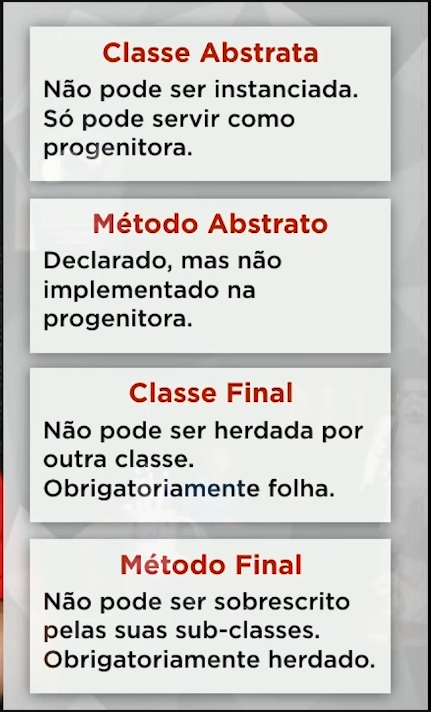 Classe Abstrata
Não pode ser instanciada.
Só pode servir como
progenitora.
Método Abstrato
Declarado, mas não
implementado na
progenitora.
Classe Final
Não pode ser herdada por
outra classe.
Obrigatoriamente folha.
Método Final
Não pode ser sobrescrito
pelas suas sub-classes.
Obrigatoriamente herdado.